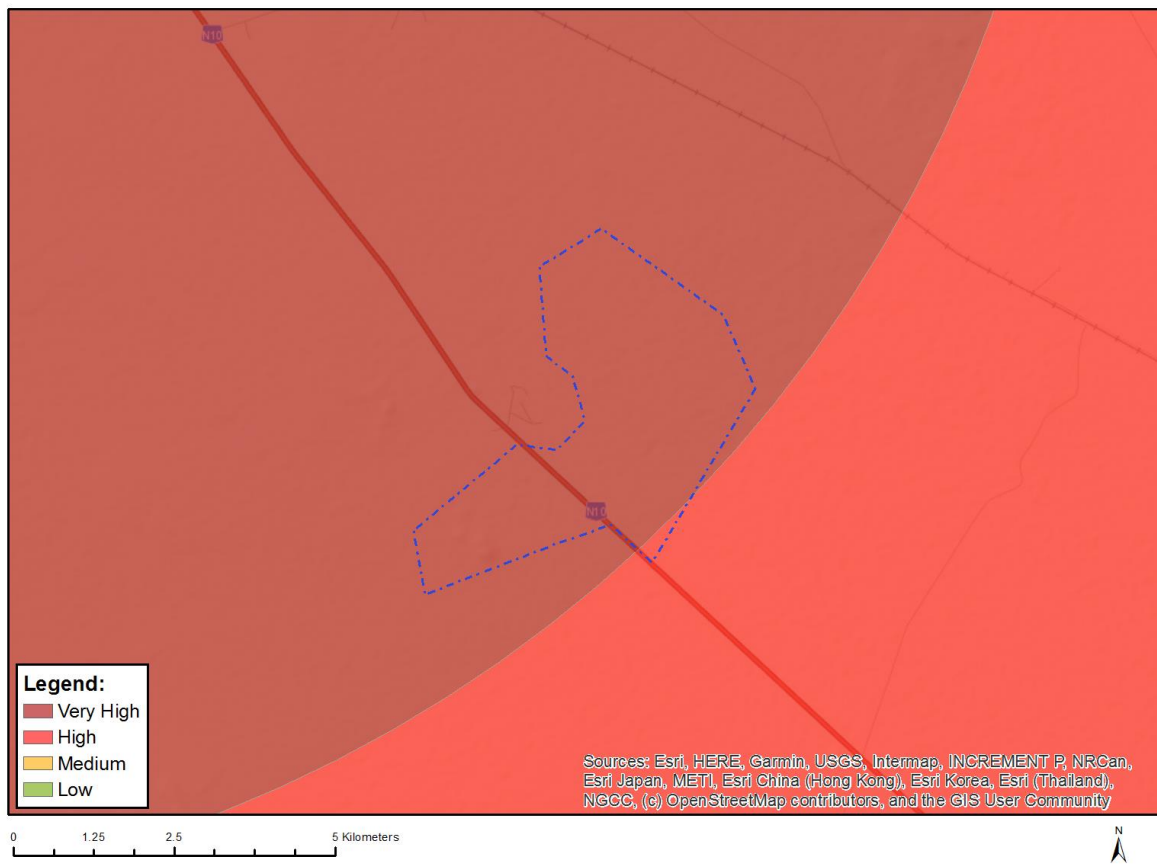 N10
N10
Legend:
Very High
High
Medium
Low
Sources: Esri, HERE, Garmin, USGS, Intermap, INCREMENT P, NRCan,
Esri Japan, METI, Esri China (Hong Kong), Esri Korea, Esri (Thailand),
NGCC, (c) OpenStreetMap contributors, and the GIS User Community
0 1.25 2.5 5 Kilometers
N